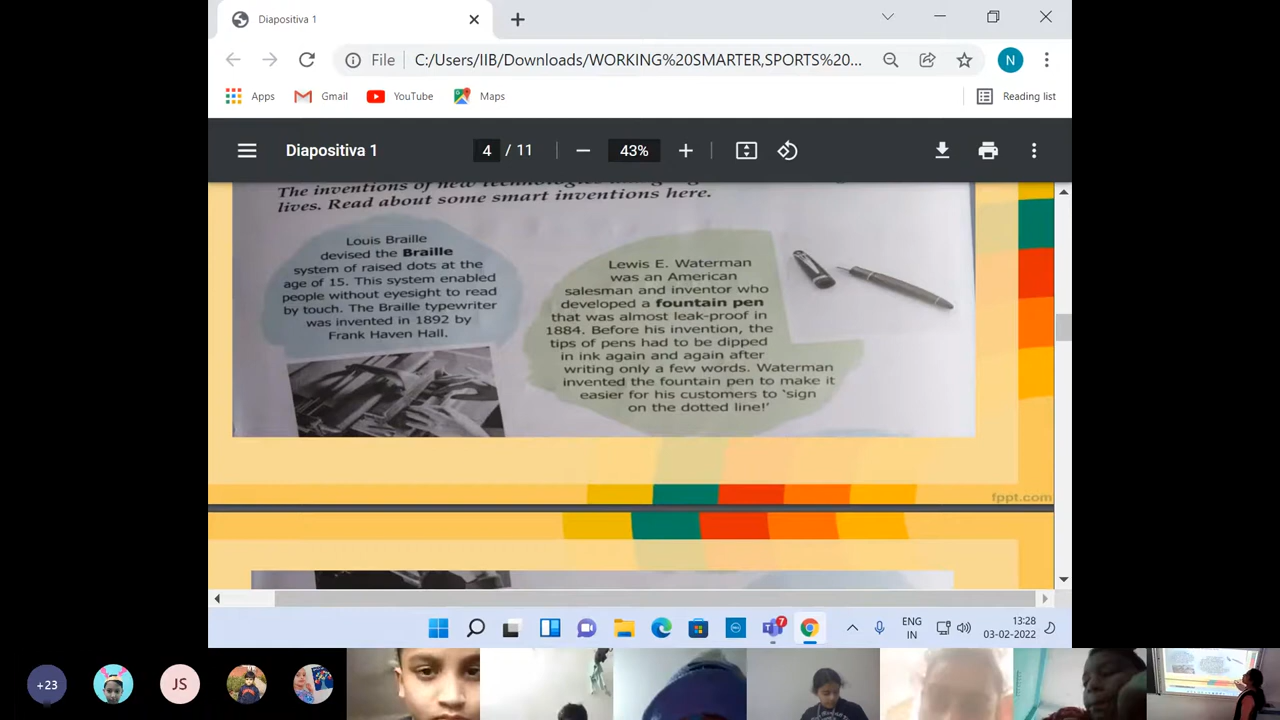 Diapositiva 1
File
C:/Users/IIB/Downloads/WORKING%20SMARTER,SPORTS%20...
N
Apps
Gmail
YouTube
Maps
Reading list
Diapositiva 1
4 / 11
43%
The inventions of new technologies
lives. Read about some smart inventions here.
Louis Braille
devised the Braille
system of raised dots at the
age of 15. This system enabled
people without eyesight to read
by touch. The Braille typewriter
was invented in 1892 by
Frank Haven Hall.
Lewis E. Waterman
was an American
salesman and inventor who
developed a fountain pen
that was almost leak-proof in
1884. Before his invention, the
tips of pens had to be dipped
in ink again and again after
writing only a few words. Waterman
invented the fountain pen to make it
easier for his customers to 'sign
on the dotted line!'
fppt.com
7
ENG
IN
13:28
03-02-2022
+23
JS